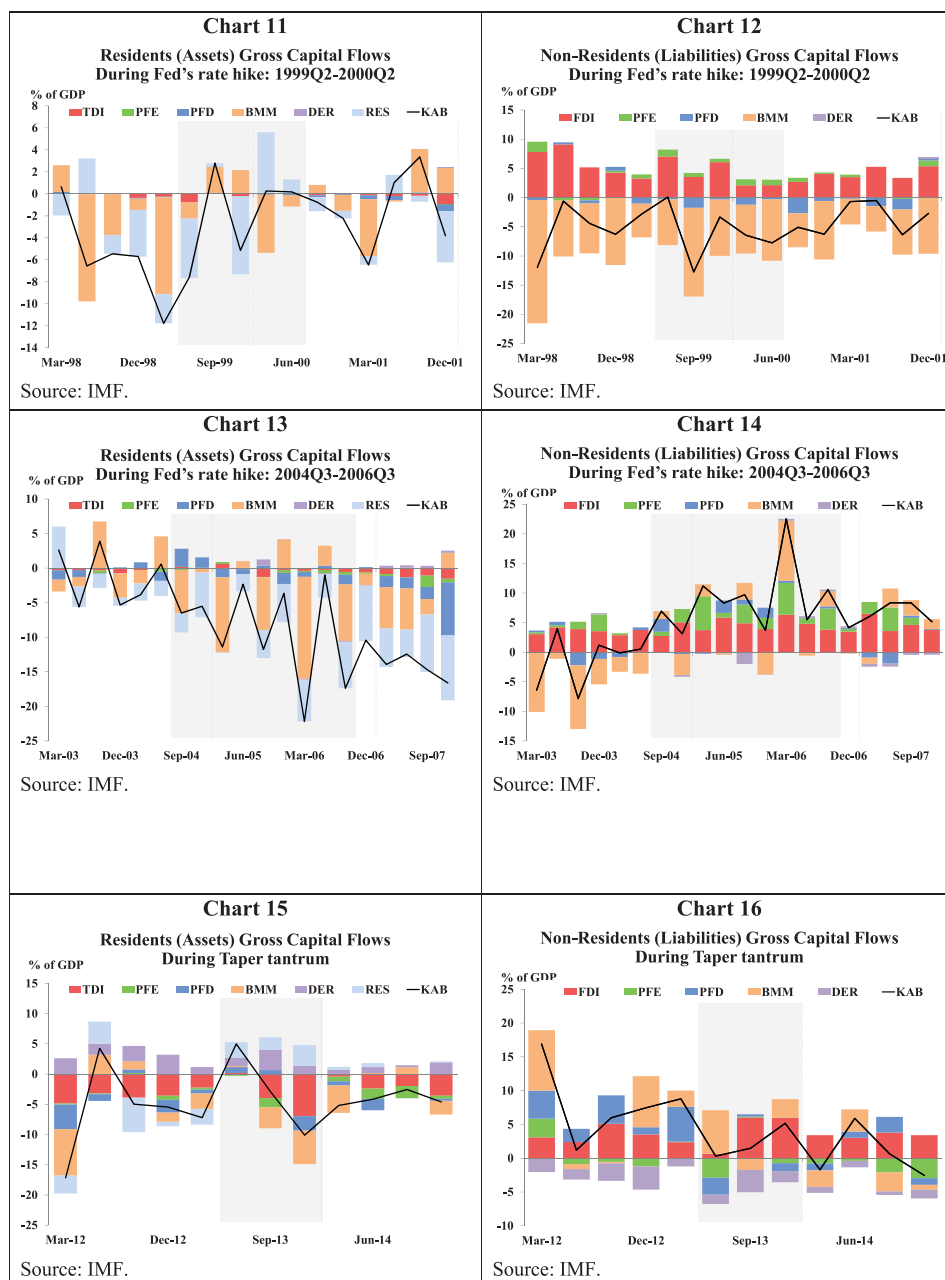 Chart 11
Residents (Assets) Gross Capital Flows
During Fed's rate hike: 1999Q2-2000Q2
% of GDP
TDI PFE PFD BMM DER RES KAB
8
6
4
2
0
-2
-4
-6
-8
-10
-12
-14
Mar-98 Dec-98 Sep-99 Jun-00 Mar-01 Dec-01
Source: IMF.
Chart 12
Non-Residents (Liabilities) Gross Capital Flows
During Fed's rate hike: 1999Q2-2000Q2
% of GDP
FDI PFE PFD BMM DER KAB
15
10
5
0
-5
-10
-15
-20
-25
Mar-98 Dec-98 Sep-99 Jun-00 Mar-01 Dec-01
Source: IMF.
Chart 13
Residents (Assets) Gross Capital Flows
During Fed's rate hike: 2004Q3-2006Q3
% of GDP
TDI PFE PFD BMM DER RES KAB
10
5
0
-5
-10
-15
-20
-25
Mar-03 Dec-03 Sep-04 Jun-05 Mar-06 Dec-06 Sep-07
Source: IMF.
Chart 14
Non-Residents (Liabilities) Gross Capital Flows
During Fed's rate hike: 2004Q3-2006Q3
% of GDP
FDI PFE PFD BMM DER KAB
25
20
15
10
5
0
-5
-10
-15
Mar-03 Dec-03 Sep-04 Jun-05 Mar-06 Dec-06 Sep-07
Source: IMF.
Chart 15
Residents (Assets) Gross Capital Flows
During Taper tantrum
% of GDP
TDI PFE PFD BMM DER RES KAB
15
10
5
0
-5
-10
-15
-20
-25
Mar-12 Dec-12 Sep-13 Jun-14
Source: IMF.
Chart 16
Non-Residents (Liabilities) Gross Capital Flows
During Taper tantrum
% of GDP
FDI PFE PFD BMM DER KAB
25
20
15
10
5
0
-5
-10
Mar-12 Dec-12 Sep-13 Jun-14
Source: IMF.